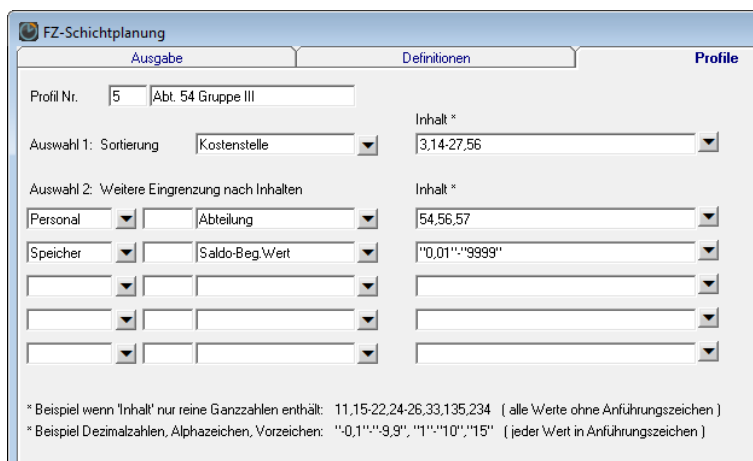 FZ-Schichtplanung
Ausgabe Definitionen Profile
Profil Nr. 5 Abt. 54 Gruppe III
Inhalt *
Auswahl 1: Sortierung Kostenstelle 3,14-27,56
Auswahl 2: Weitere Eingrenzung nach Inhalten Inhalt *
Personal Abteilung 54,56,57
Speicher Saldo-Beg.Wert "0,01"-"9999"
* Beispiel wenn 'Inhalt' nur reine Ganzzahlen enthält: 11,15-22,24-26,33,135,234 ( alle Werte ohne Anführungszeichen )
* Beispiel Dezimalzahlen, Alphazeichen, Vorzeichen: "-0,1"-"-9,9", "1"-"10","15" ( jeder Wert in Anführungszeichen )